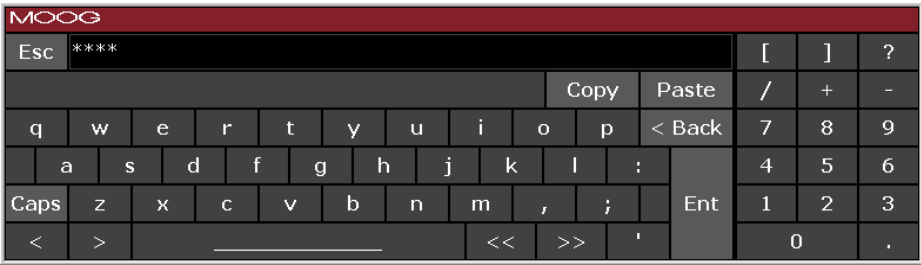 MOOG
Esc **** [ ] ?
Copy Paste / + -
q w e r t y u i o p < Back 7 8 9
a s d f g h j k l : 4 5 6
Caps z x c v b n m , ; Ent 1 2 3
< > _ << >> ' 0 .